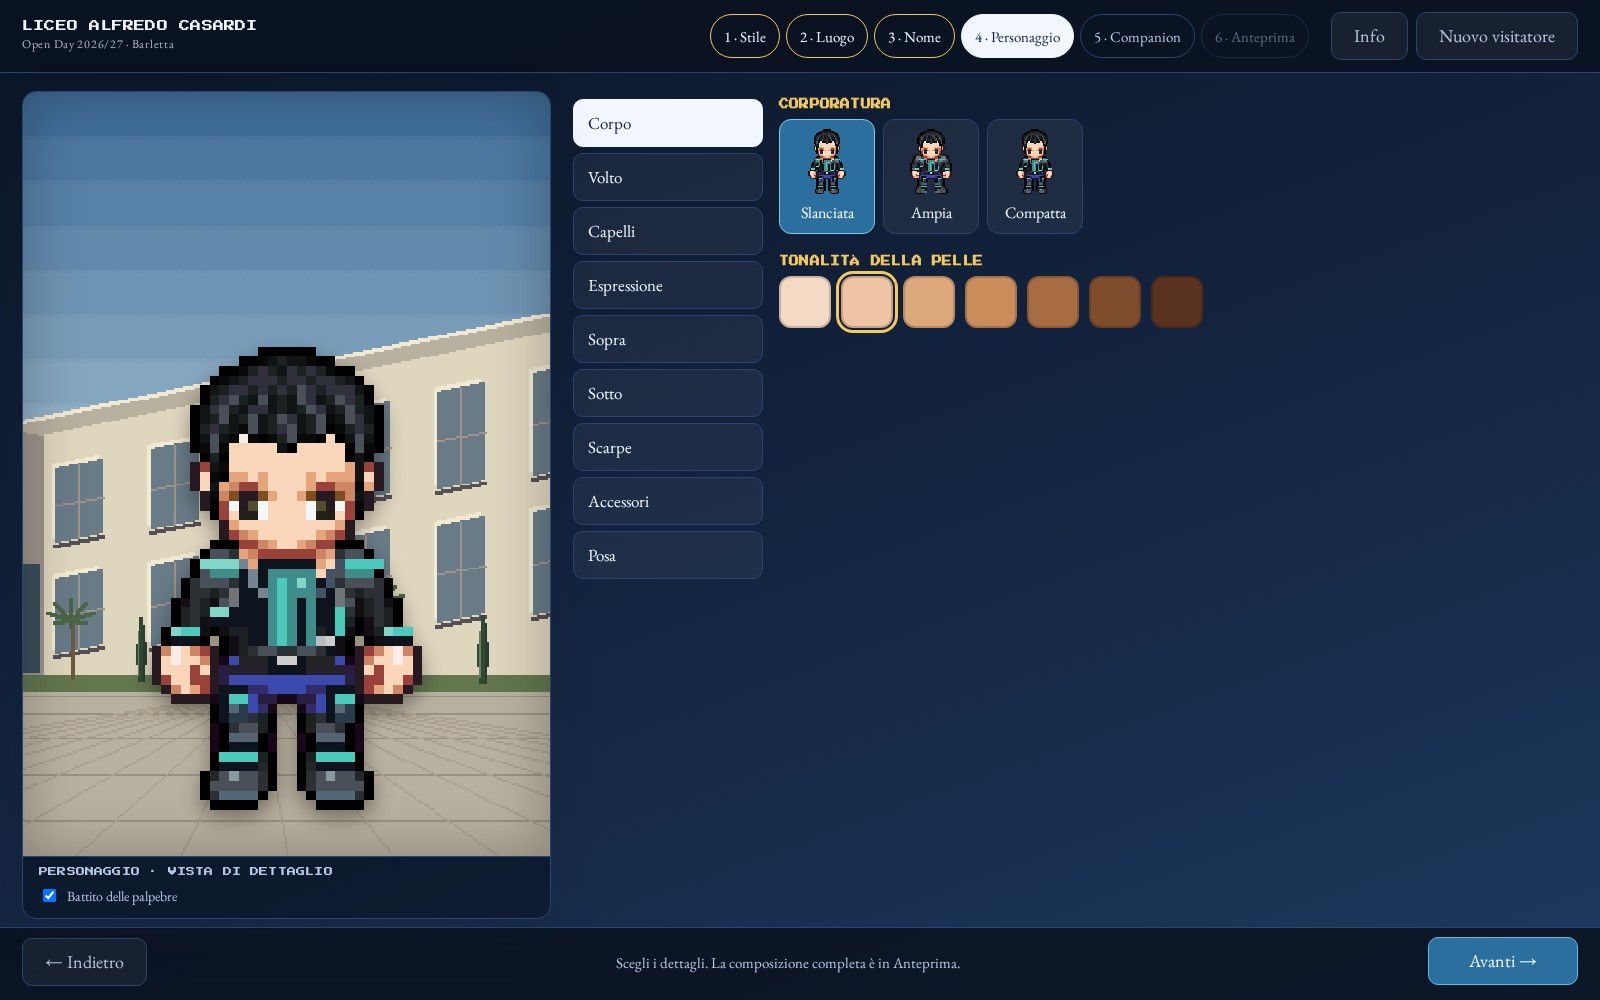 LICEO ALFREDO CASARDI
Open Day 2026/27 · Barletta
1 · Stile
2 · Luogo
3 · Nome
4 · Personaggio
5 · Companion
6 · Anteprima
Info
Nuovo visitatore
Corpo
Volto
Capelli
Espressione
Sopra
Sotto
Scarpe
Accessori
Posa
CORPORATURA
Slanciata
Ampia
Compatta
TONALITà DELLA PELLE
PERSONAGGIO · VISTA DI DETTAGLIO
Battito delle palpebre
← Indietro
Scegli i dettagli. La composizione completa è in Anteprima.
Avanti →